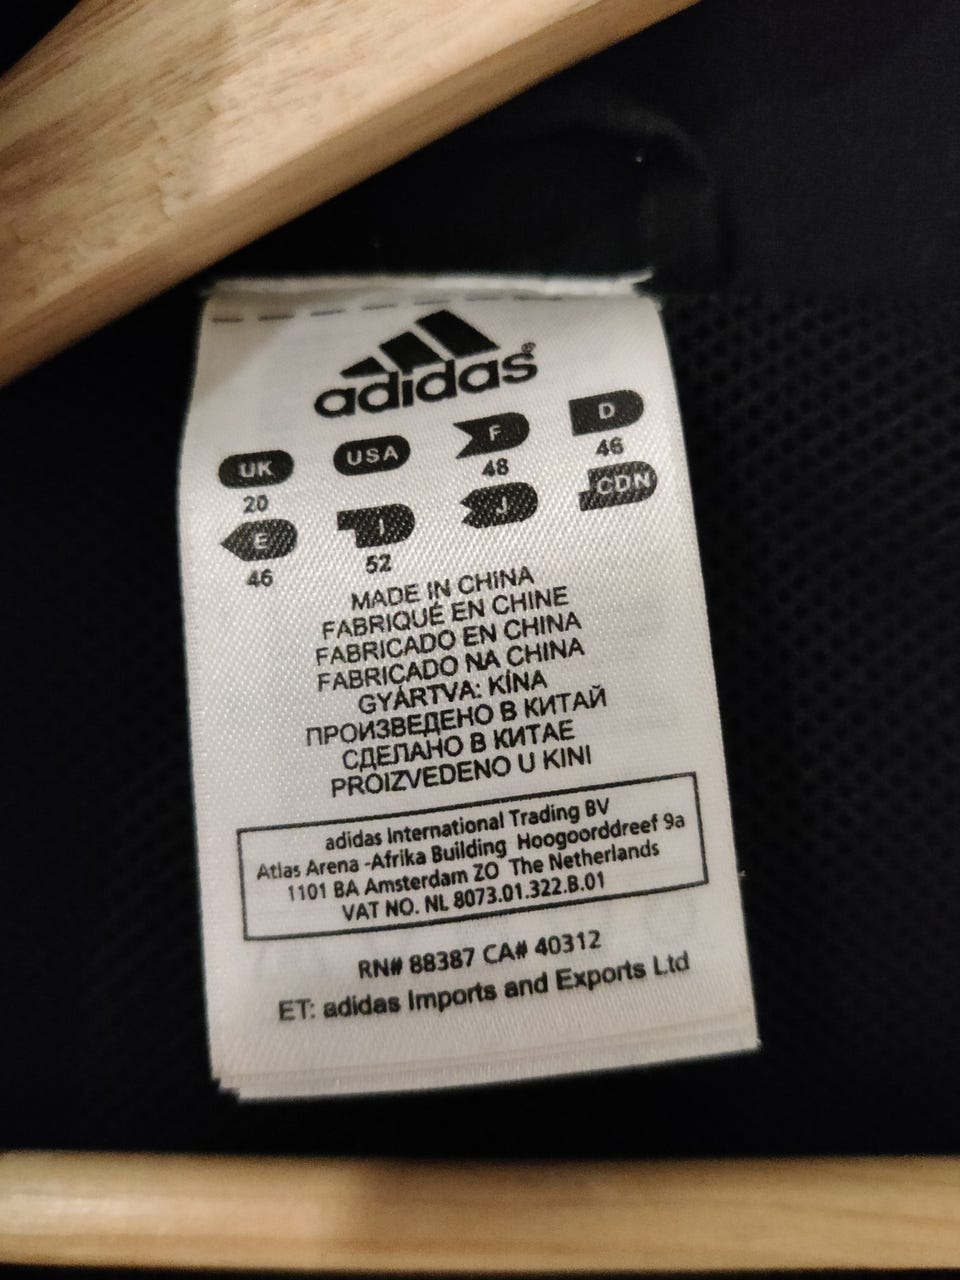 adidas®
UK USA F D
20 48 46
E I J CDN
46 52
MADE IN CHINA
FABRIQUÉ EN CHINE
FABRICADO EN CHINA
FABRICADO NA CHINA
GYÁRTVA: KÍNA
ПРОИЗВЕДЕНО В КИТАЙ
СДЕЛАНО В КИТАЕ
PROIZVEDENO U KINI
adidas International Trading BV
Atlas Arena -Afrika Building Hoogoorddreef 9a
1101 BA Amsterdam ZO The Netherlands
VAT NO. NL 8073.01.322.B.01
RN# 88387 CA# 40312
ET: adidas Imports and Exports Ltd